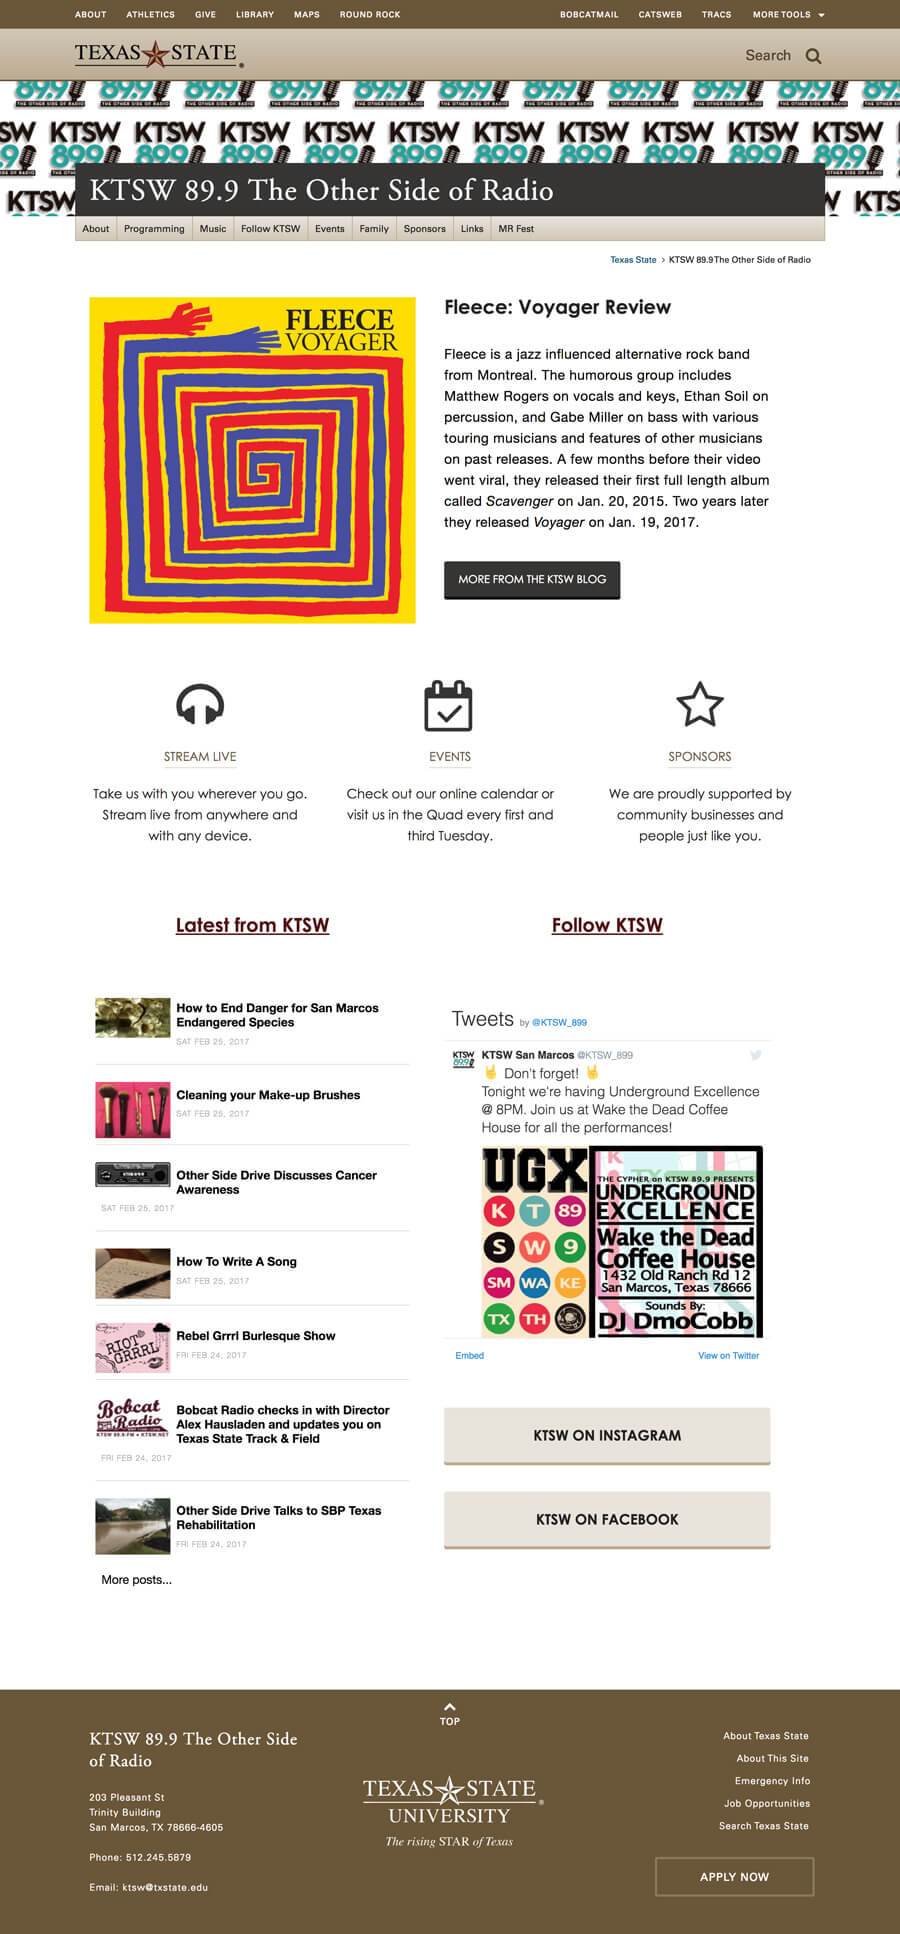 ABOUT ATHLETICS GIVE LIBRARY MAPS ROUND ROCK BOBCATMAIL CATSWEB TRACS MORE TOOLS
TEXAS STATE ®
Search
KTSW 89.9 The Other Side of Radio
About Programming Music Follow KTSW Events Family Sponsors Links MR Fest
Texas State › KTSW 89.9 The Other Side of Radio
FLEECE
VOYAGER
Fleece: Voyager Review
Fleece is a jazz influenced alternative rock band
from Montreal. The humorous group includes
Matthew Rogers on vocals and keys, Ethan Soil on
percussion, and Gabe Miller on bass with various
touring musicians and features of other musicians
on past releases. A few months before their video
went viral, they released their first full length album
called Scavenger on Jan. 20, 2015. Two years later
they released Voyager on Jan. 19, 2017.
MORE FROM THE KTSW BLOG
STREAM LIVE
Take us with you wherever you go.
Stream live from anywhere and
with any device.
EVENTS
Check out our online calendar or
visit us in the Quad every first and
third Tuesday.
SPONSORS
We are proudly supported by
community businesses and
people just like you.
Latest from KTSW
How to End Danger for San Marcos
Endangered Species
SAT FEB 25, 2017
Cleaning your Make-up Brushes
SAT FEB 25, 2017
Other Side Drive Discusses Cancer
Awareness
SAT FEB 25, 2017
How To Write A Song
SAT FEB 25, 2017
RIOT
GRRRL
Rebel Grrrl Burlesque Show
FRI FEB 24, 2017
Bobcat
Radio
KTSW 89.9-FM • KTSW.NET
Bobcat Radio checks in with Director
Alex Hausladen and updates you on
Texas State Track & Field
FRI FEB 24, 2017
Other Side Drive Talks to SBP Texas
Rehabilitation
FRI FEB 24, 2017
More posts...
Follow KTSW
Tweets by @KTSW_899
KTSW San Marcos @KTSW_899
🤘 Don't forget! 🤘
Tonight we're having Underground Excellence
@ 8PM. Join us at Wake the Dead Coffee
House for all the performances!
UGX
K T 89
S W 9
SM WA KE
TX TH
K
TX
THE CYPHER on KTSW 89.9 PRESENTS
UNDERGROUND
EXCELLENCE
Wake the Dead
Coffee House
1432 Old Ranch Rd 12
San Marcos, Texas 78666
Sounds By:
DJ DmoCobb
Embed View on Twitter
KTSW ON INSTAGRAM
KTSW ON FACEBOOK
TOP
KTSW 89.9 The Other Side
of Radio
203 Pleasant St
Trinity Building
San Marcos, TX 78666-4605
Phone: 512.245.5879
Email: ktsw@txstate.edu
TEXAS STATE ®
UNIVERSITY
The rising STAR of Texas
About Texas State
About This Site
Emergency Info
Job Opportunities
Search Texas State
APPLY NOW